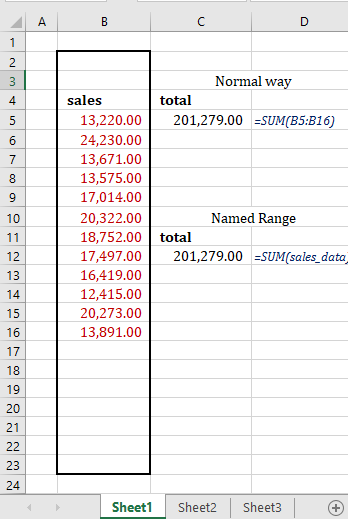 A B C D
1
2
3 Normal way
4 sales total
5 13,220.00 201,279.00 =SUM(B5:B16)
6 24,230.00
7 13,671.00
8 13,575.00
9 17,014.00
10 20,322.00 Named Range
11 18,752.00 total
12 17,497.00 201,279.00 =SUM(sales_data)
13 16,419.00
14 12,415.00
15 20,273.00
16 13,891.00
17
18
19
20
21
22
23
24
Sheet1 Sheet2 Sheet3